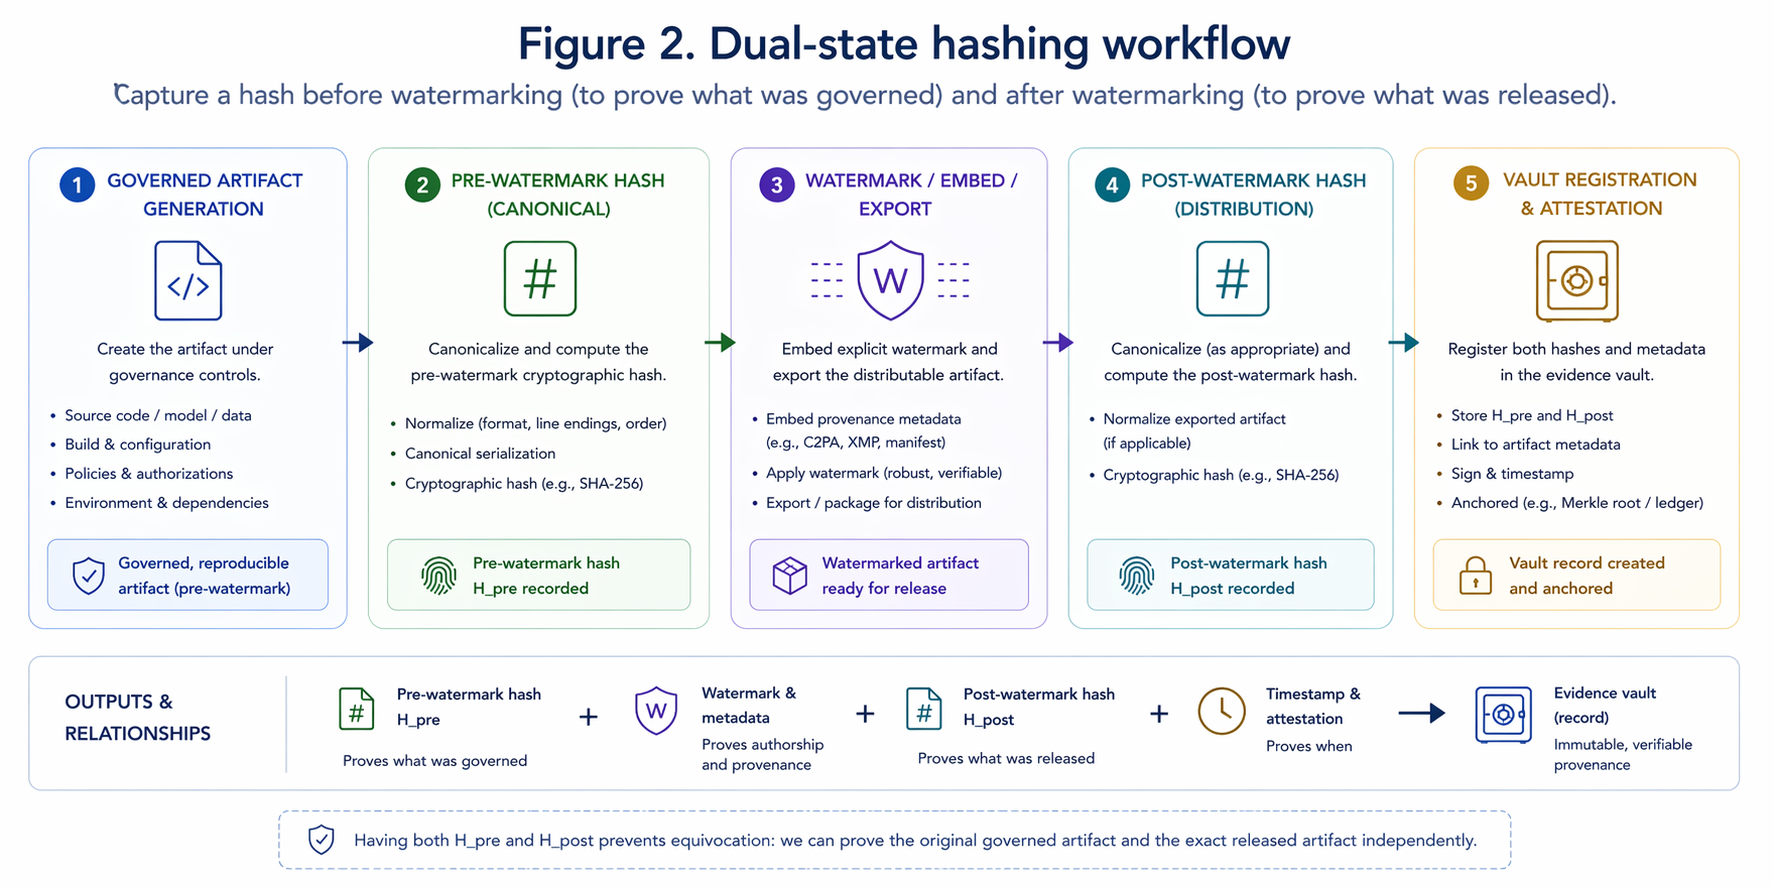 Figure 2. Dual-state hashing workflow
Capture a hash before watermarking (to prove what was governed) and after watermarking (to prove what was released).
1 GOVERNED ARTIFACT
GENERATION
</>
Create the artifact under
governance controls.
• Source code / model / data
• Build & configuration
• Policies & authorizations
• Environment & dependencies
Governed, reproducible
artifact (pre-watermark)
2 PRE-WATERMARK HASH
(CANONICAL)
#
Canonicalize and compute the
pre-watermark cryptographic hash.
• Normalize (format, line endings, order)
• Canonical serialization
• Cryptographic hash (e.g., SHA-256)
Pre-watermark hash
H_pre recorded
3 WATERMARK / EMBED /
EXPORT
W
Embed explicit watermark and
export the distributable artifact.
• Embed provenance metadata
(e.g., C2PA, XMP, manifest)
• Apply watermark (robust, verifiable)
• Export / package for distribution
Watermarked artifact
ready for release
4 POST-WATERMARK HASH
(DISTRIBUTION)
#
Canonicalize (as appropriate) and
compute the post-watermark hash.
• Normalize exported artifact
(if applicable)
• Cryptographic hash (e.g., SHA-256)
Post-watermark hash
H_post recorded
5 VAULT REGISTRATION
& ATTESTATION
Register both hashes and metadata
in the evidence vault.
• Store H_pre and H_post
• Link to artifact metadata
• Sign & timestamp
• Anchored (e.g., Merkle root / ledger)
Vault record created
and anchored
OUTPUTS &
RELATIONSHIPS
#
Pre-watermark hash
H_pre
Proves what was governed
+
W
Watermark &
metadata
Proves authorship
and provenance
+
#
Post-watermark hash
H_post
Proves what was released
+
Timestamp &
attestation
Proves when
Evidence vault
(record)
Immutable, verifiable
provenance
Having both H_pre and H_post prevents equivocation: we can prove the original governed artifact and the exact released artifact independently.